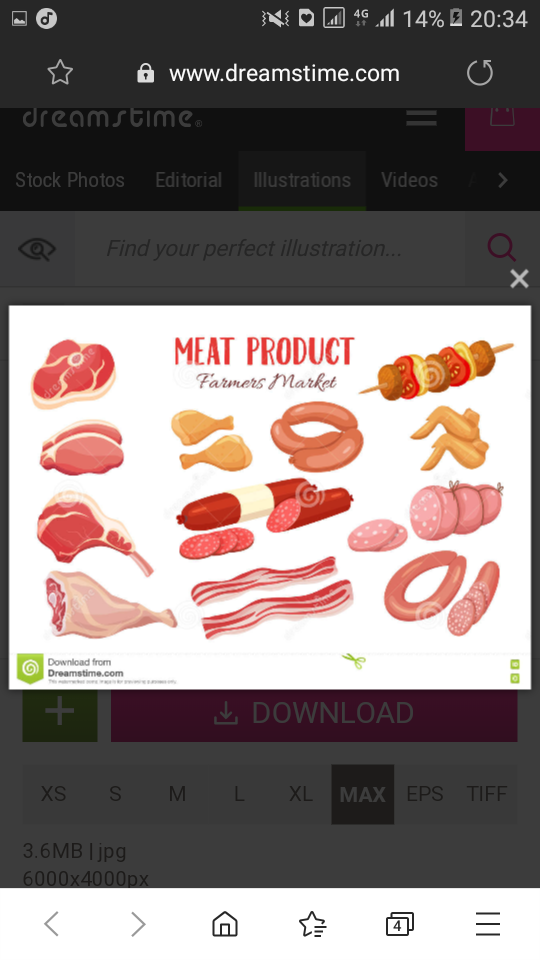 4G 14% 20:34
www.dreamstime.com
dreamstime®
Stock Photos Editorial Illustrations Videos
Find your perfect illustration...
MEAT PRODUCT
Farmers Market
Download from
Dreamstime.com
DOWNLOAD
XS S M L XL MAX EPS TIFF
3.6MB | jpg
6000x4000px
4